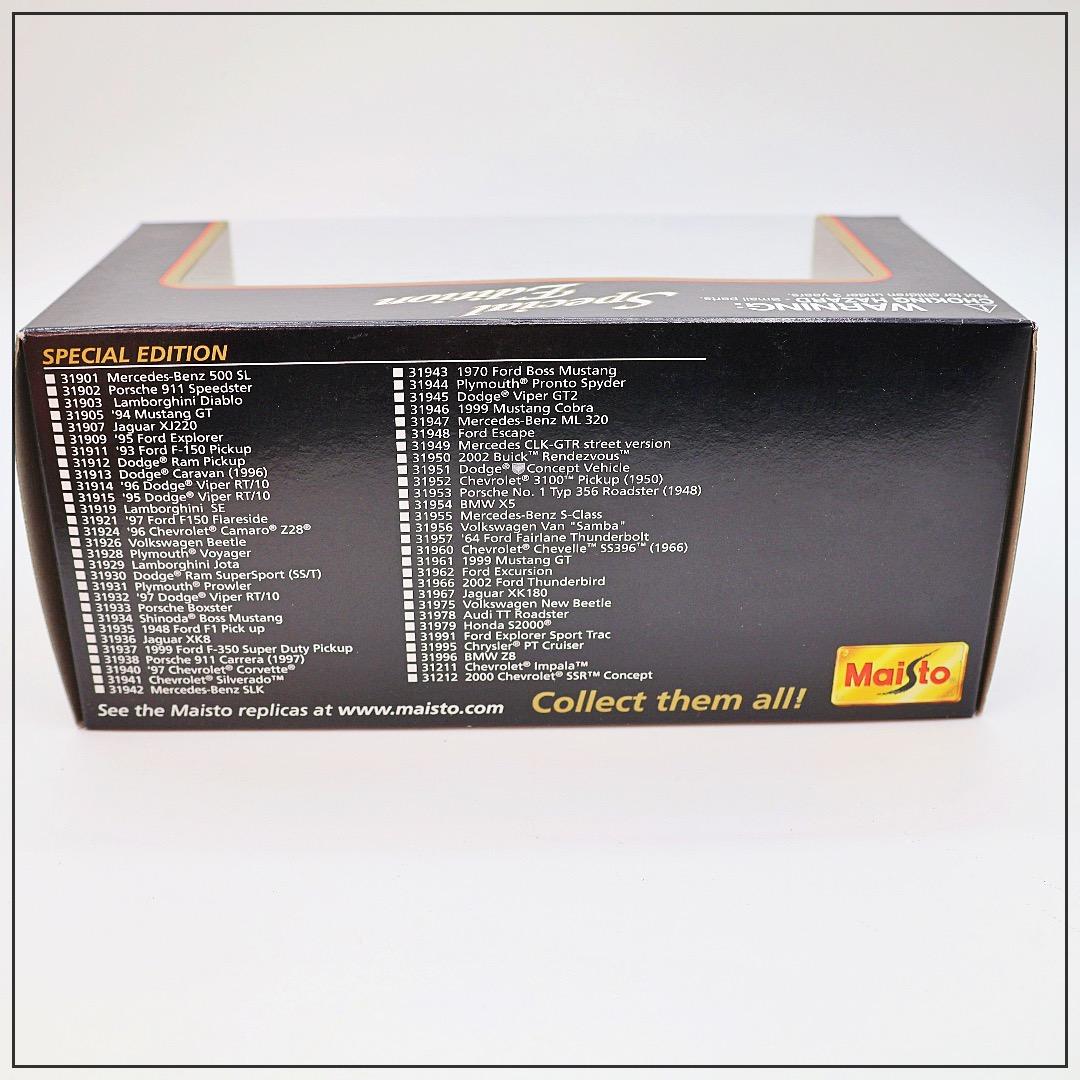 Special
Edition
WARNING:
CHOKING HAZARD - Small parts.
Not for children under 3 years.
SPECIAL EDITION
31901 Mercedes-Benz 500 SL
31902 Porsche 911 Speedster
31903 Lamborghini Diablo
31905 '94 Mustang GT
31907 Jaguar XJ220
31909 '95 Ford Explorer
31911 '93 Ford F-150 Pickup
31912 Dodge® Ram Pickup
31913 Dodge® Caravan (1996)
31914 '96 Dodge® Viper RT/10
31915 '95 Dodge® Viper RT/10
31919 Lamborghini SE
31921 '97 Ford F150 Flareside
31924 '96 Chevrolet® Camaro® Z28®
31926 Volkswagen Beetle
31928 Plymouth® Voyager
31929 Lamborghini Jota
31930 Dodge® Ram SuperSport (SS/T)
31931 Plymouth® Prowler
31932 '97 Dodge® Viper RT/10
31933 Porsche Boxster
31934 Shinoda® Boss Mustang
31935 1948 Ford F1 Pick up
31936 Jaguar XK8
31937 1999 Ford F-350 Super Duty Pickup
31938 Porsche 911 Carrera (1997)
31940 '97 Chevrolet® Corvette®
31941 Chevrolet® Silverado™
31942 Mercedes-Benz SLK
31943 1970 Ford Boss Mustang
31944 Plymouth® Pronto Spyder
31945 Dodge® Viper GT2
31946 1999 Mustang Cobra
31947 Mercedes-Benz ML 320
31948 Ford Escape
31949 Mercedes CLK-GTR street version
31950 2002 Buick™ Rendezvous™
31951 Dodge® Concept Vehicle
31952 Chevrolet® 3100™ Pickup (1950)
31953 Porsche No. 1 Typ 356 Roadster (1948)
31954 BMW X5
31955 Mercedes-Benz S-Class
31956 Volkswagen Van "Samba"
31957 '64 Ford Fairlane Thunderbolt
31960 Chevrolet® Chevelle™ SS396™ (1966)
31961 1999 Mustang GT
31962 Ford Excursion
31966 2002 Ford Thunderbird
31967 Jaguar XK180
31975 Volkswagen New Beetle
31978 Audi TT Roadster
31979 Honda S2000®
31991 Ford Explorer Sport Trac
31995 Chrysler® PT Cruiser
31996 BMW Z8
31211 Chevrolet® Impala™
31212 2000 Chevrolet® SSR™ Concept
See the Maisto replicas at www.maisto.com
Collect them all!
Maisto